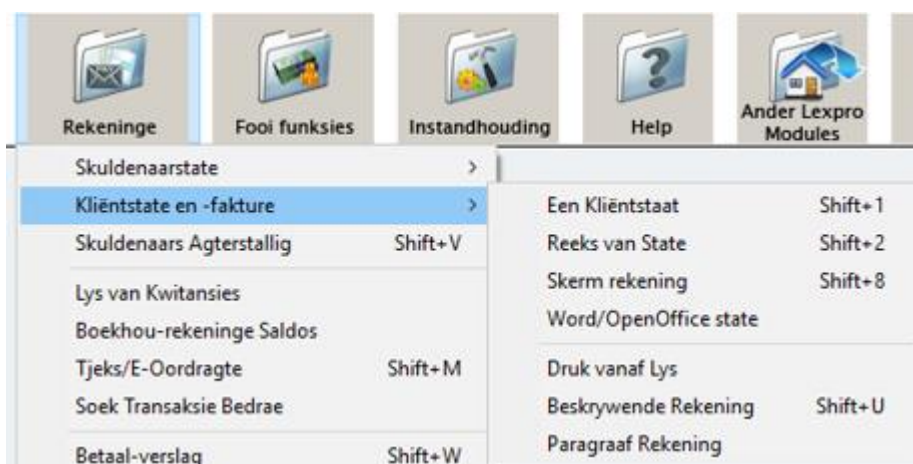 Rekeninge
Fooi funksies
Instandhouding
Help
Ander Lexpro
Modules
Skuldenaarstate >
Kliëntstate en -fakture >
Skuldenaars Agterstallig Shift+V
Lys van Kwitansies
Boekhou-rekeninge Saldos
Tjeks/E-Oordragte Shift+M
Soek Transaksie Bedrae
Betaal-verslag Shift+W
Een Kliëntstaat Shift+1
Reeks van State Shift+2
Skerm rekening Shift+8
Word/OpenOffice state
Druk vanaf Lys
Beskrywende Rekening Shift+U
Paragraaf Rekening